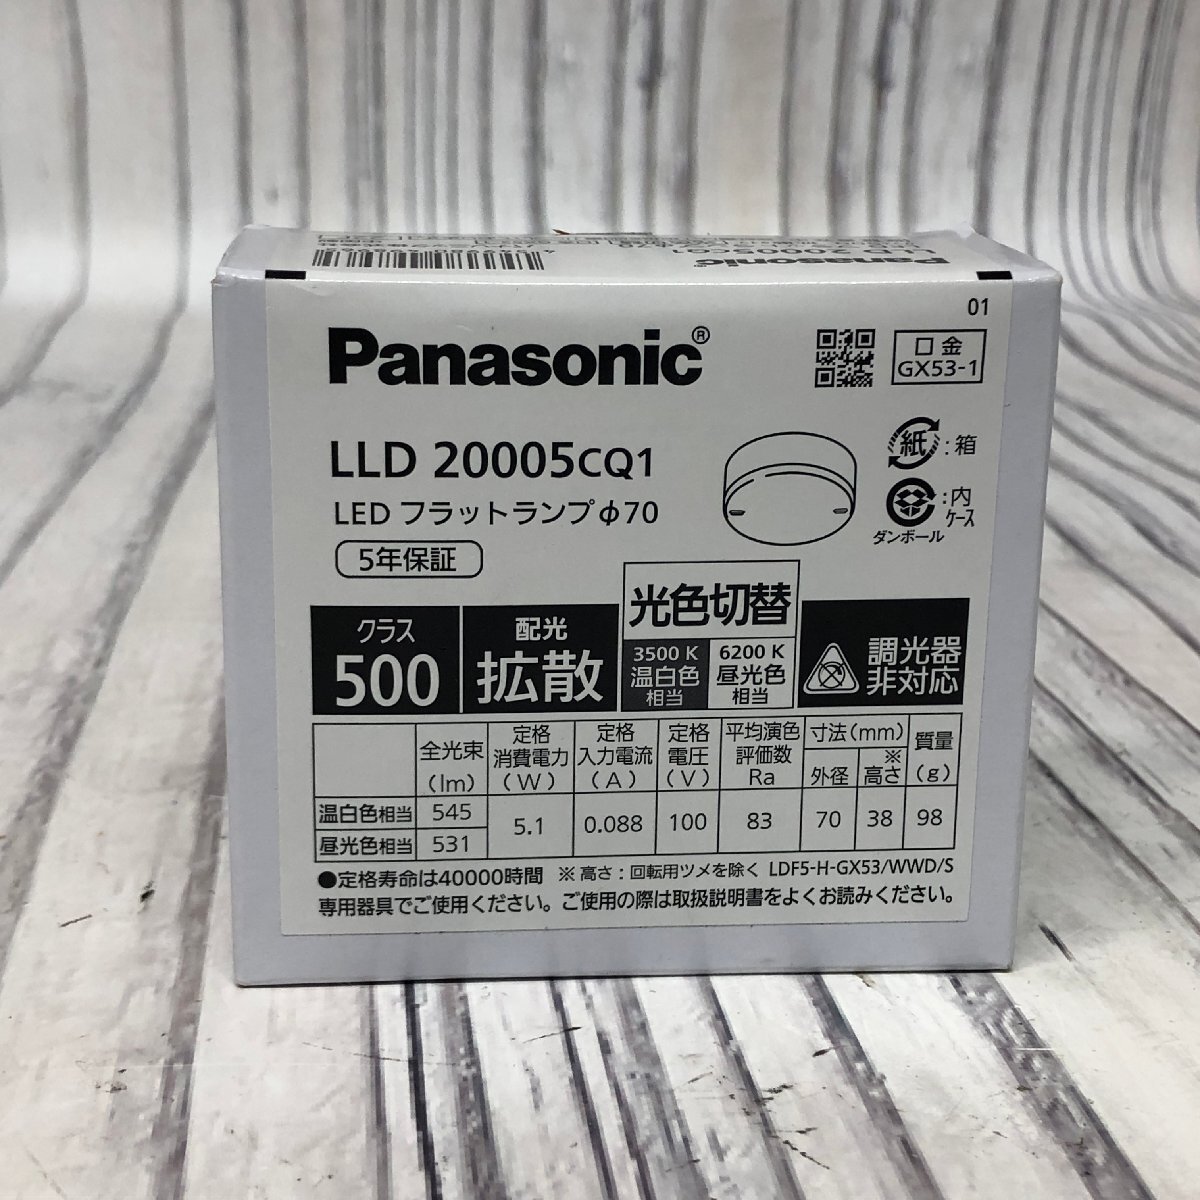 Panasonic
20005CQ1
01
Panasonic®
口金
GX53-1
LLD 20005CQ1
LED フラットランプφ70
5年保証
紙:箱
:内ケース
ダンボール
クラス
500
配光
拡散
光色切替
3500 K
温白色
相当
6200 K
昼光色
相当
調光器
非対応
全光束(lm) 定格消費電力(W) 定格入力電流(A) 定格電圧(V) 平均演色評価数Ra 寸法(mm) 外径 ※高さ 質量(g)
温白色相当 545 5.1 0.088 100 83 70 38 98
昼光色相当 531
●定格寿命は40000時間 ※高さ:回転用ツメを除く LDF5-H-GX53/WWD/S
専用器具でご使用ください。ご使用の際は取扱説明書をよくお読みください。